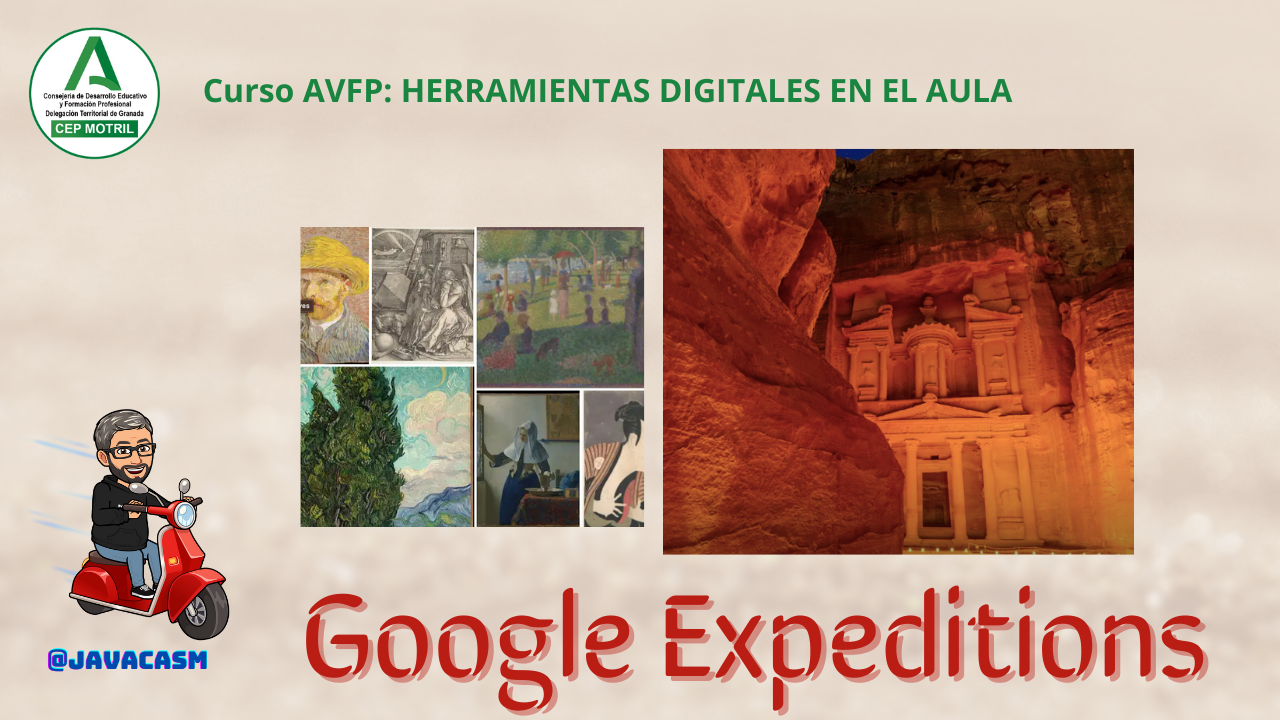 Consejería de Desarrollo Educativo
y Formación Profesional
Delegación Territorial de Granada
CEP MOTRIL
Curso AVFP: HERRAMIENTAS DIGITALES EN EL AULA
@JAVACASM
Google Expeditions